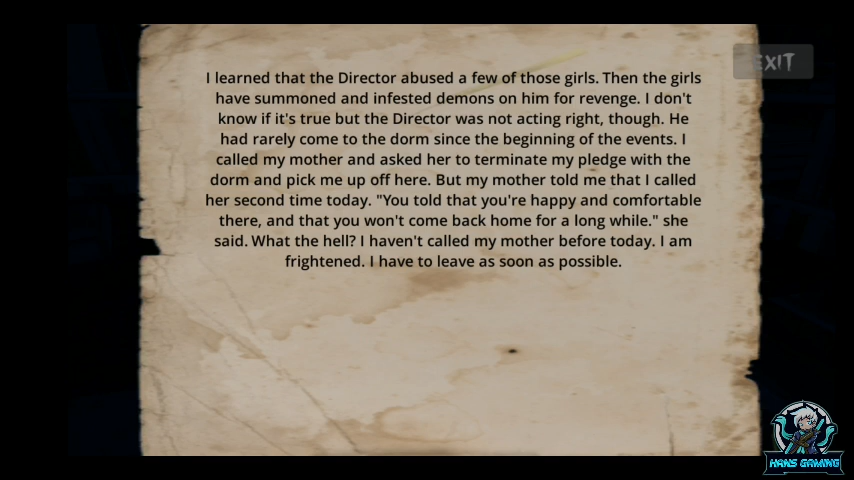 EXIT
I learned that the Director abused a few of those girls. Then the girls
have summoned and infested demons on him for revenge. I don't
know if it's true but the Director was not acting right, though. He
had rarely come to the dorm since the beginning of the events. I
called my mother and asked her to terminate my pledge with the
dorm and pick me up off here. But my mother told me that I called
her second time today. "You told that you're happy and comfortable
there, and that you won't come back home for a long while." she
said. What the hell? I haven't called my mother before today. I am
frightened. I have to leave as soon as possible.
HANS GAMING